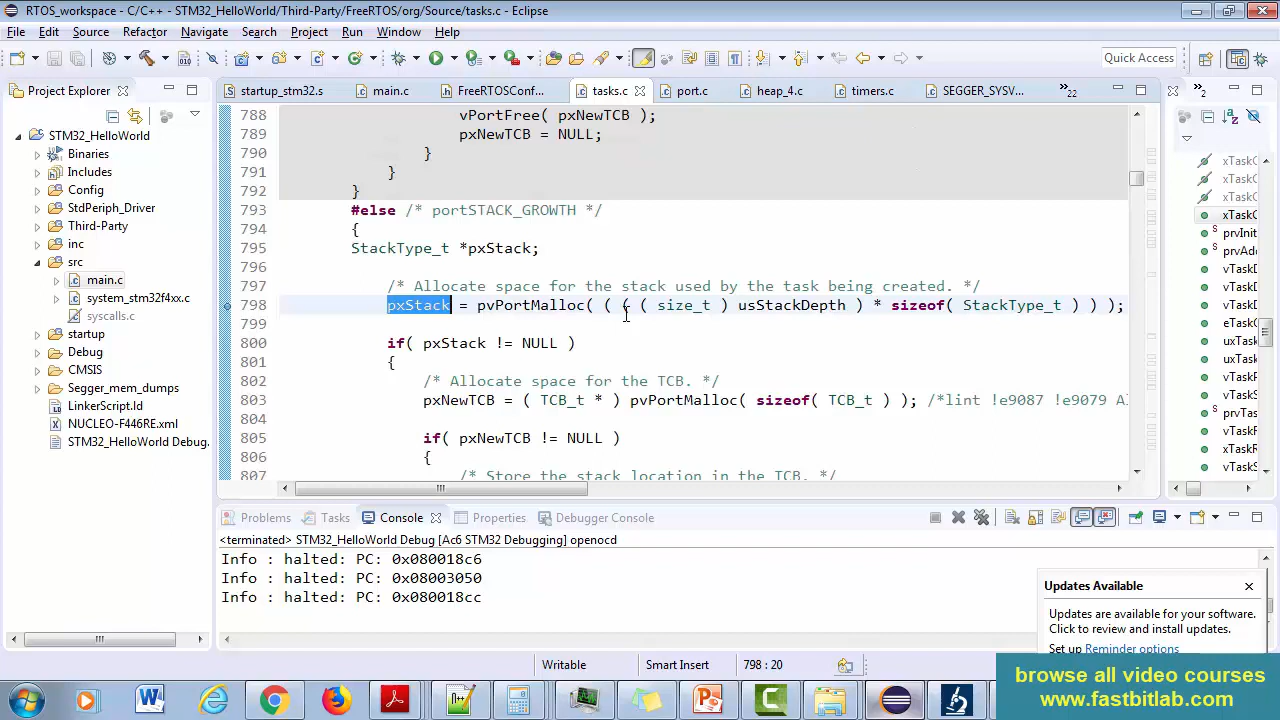 RTOS_workspace - C/C++ - STM32_HelloWorld/Third-Party/FreeRTOS/org/Source/tasks.c - Eclipse
File Edit Source Refactor Navigate Search Project Run Window Help
Quick Access
Project Explorer
startup_stm32.s main.c FreeRTOSConf... tasks.c port.c heap_4.c timers.c SEGGER_SYSV... 22 2
STM32_HelloWorld
Binaries
Includes
Config
StdPeriph_Driver
Third-Party
inc
src
main.c
system_stm32f4xx.c
syscalls.c
startup
Debug
CMSIS
Segger_mem_dumps
LinkerScript.ld
NUCLEO-F446RE.xml
STM32_HelloWorld Debug.
788 vPortFree( pxNewTCB );
789 pxNewTCB = NULL;
790 }
791 }
792 }
793 #else /* portSTACK_GROWTH */
794 {
795 StackType_t *pxStack;
796
797 /* Allocate space for the stack used by the task being created. */
798 pxStack = pvPortMalloc( ( ( ( size_t ) usStackDepth ) * sizeof( StackType_t ) ) );
799
800 if( pxStack != NULL )
801 {
802 /* Allocate space for the TCB. */
803 pxNewTCB = ( TCB_t * ) pvPortMalloc( sizeof( TCB_t ) ); /*lint !e9087 !e9079 Al
804
805 if( pxNewTCB != NULL )
806 {
807 /* Store the stack location in the TCB. */
xTaskC
xTaskC
xTaskC
xTaskC
prvInit
prvAdd
vTaskD
vTaskD
vTaskD
eTaskC
uxTask
uxTask
vTaskP
vTaskS
prvTas
vTaskR
vTaskS
Problems Tasks Console Properties Debugger Console
<terminated> STM32_HelloWorld Debug [Ac6 STM32 Debugging] openocd
Info : halted: PC: 0x080018c6
Info : halted: PC: 0x08003050
Info : halted: PC: 0x080018cc
Updates Available
Updates are available for your software.
Click to review and install updates.
Set up Reminder options
Writable Smart Insert 798 : 20
browse all video courses
www.fastbitlab.com